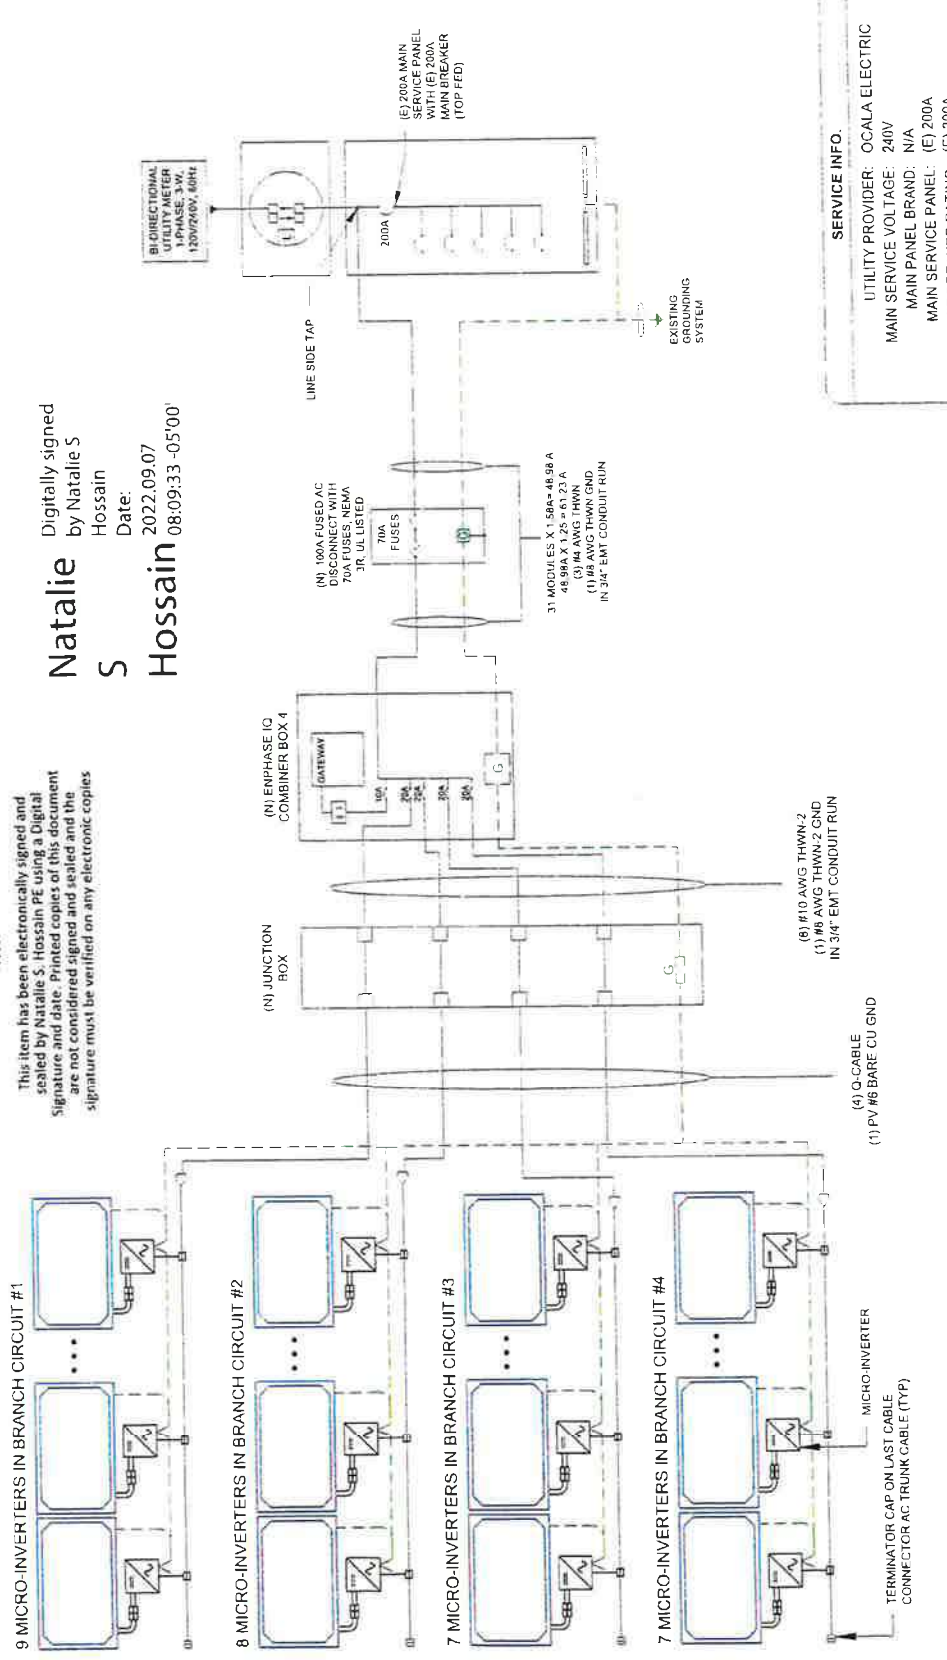 This item has been electronically signed and
sealed by Natalie S. Hossain PE using a Digital
Signature and date. Printed copies of this document
are not considered signed and sealed and the
signature must be verified on any electronic copies
Natalie
S
Hossain
Digitally signed
by Natalie S
Hossain
Date:
2022.09.07
08:09:33 -05'00'
9 MICRO-INVERTERS IN BRANCH CIRCUIT #1
8 MICRO-INVERTERS IN BRANCH CIRCUIT #2
7 MICRO-INVERTERS IN BRANCH CIRCUIT #3
7 MICRO-INVERTERS IN BRANCH CIRCUIT #4
TERMINATOR CAP ON LAST CABLE
CONNECTOR AC TRUNK CABLE (TYP)
MICRO-INVERTER
(4) Q-CABLE
(1) PV #6 BARE CU GND
(N) JUNCTION
BOX
G
(6) #10 AWG THWN-2
(1) #8 AWG THWN-2 GND
IN 3/4" EMT CONDUIT RUN
(N) ENPHASE IQ
COMBINER BOX 4
GATEWAY
10A
20A
20A
20A
20A
G
(N) 100A FUSED AC
DISCONNECT WITH
70A FUSES, NEMA
3R, UL LISTED
70A
FUSES
G
31 MODULES X 1.58A= 48.98 A
48.98A X 1.25 = 61.23 A
(3) #4 AWG THWN
(1) #8 AWG THWN GND
IN 3/4" EMT CONDUIT RUN
LINE SIDE TAP
BI-DIRECTIONAL
UTILITY METER
1-PHASE, 3-W,
120V/240V, 60Hz
200A
(E) 200A MAIN
SERVICE PANEL
WITH (E) 200A
MAIN BREAKER
(TOP FED)
EXISTING
GROUNDING
SYSTEM
SERVICE INFO.
UTILITY PROVIDER: OCALA ELECTRIC
MAIN SERVICE VOLTAGE: 240V
MAIN PANEL BRAND: N/A
MAIN SERVICE PANEL: (E) 200A
(E) 200A